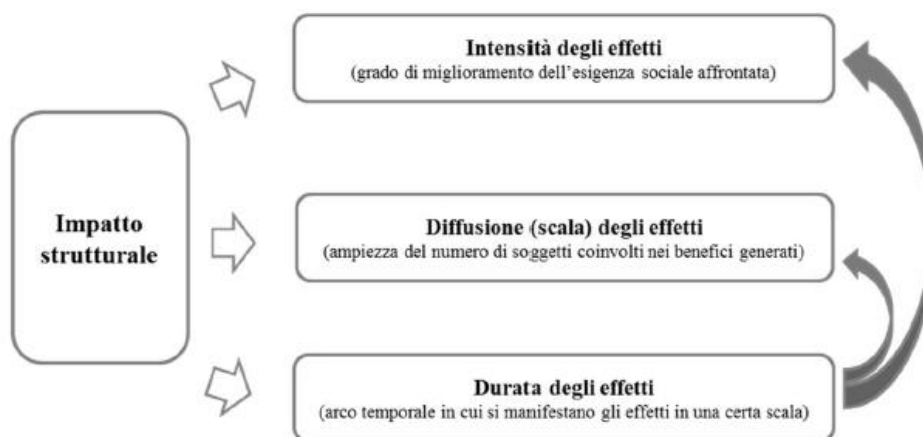 Intensità degli effetti
(grado di miglioramento dell'esigenza sociale affrontata)
Impatto
strutturale
Diffusione (scala) degli effetti
(ampiezza del numero di soggetti coinvolti nei benefici generati)
Durata degli effetti
(arco temporale in cui si manifestano gli effetti in una certa scala)